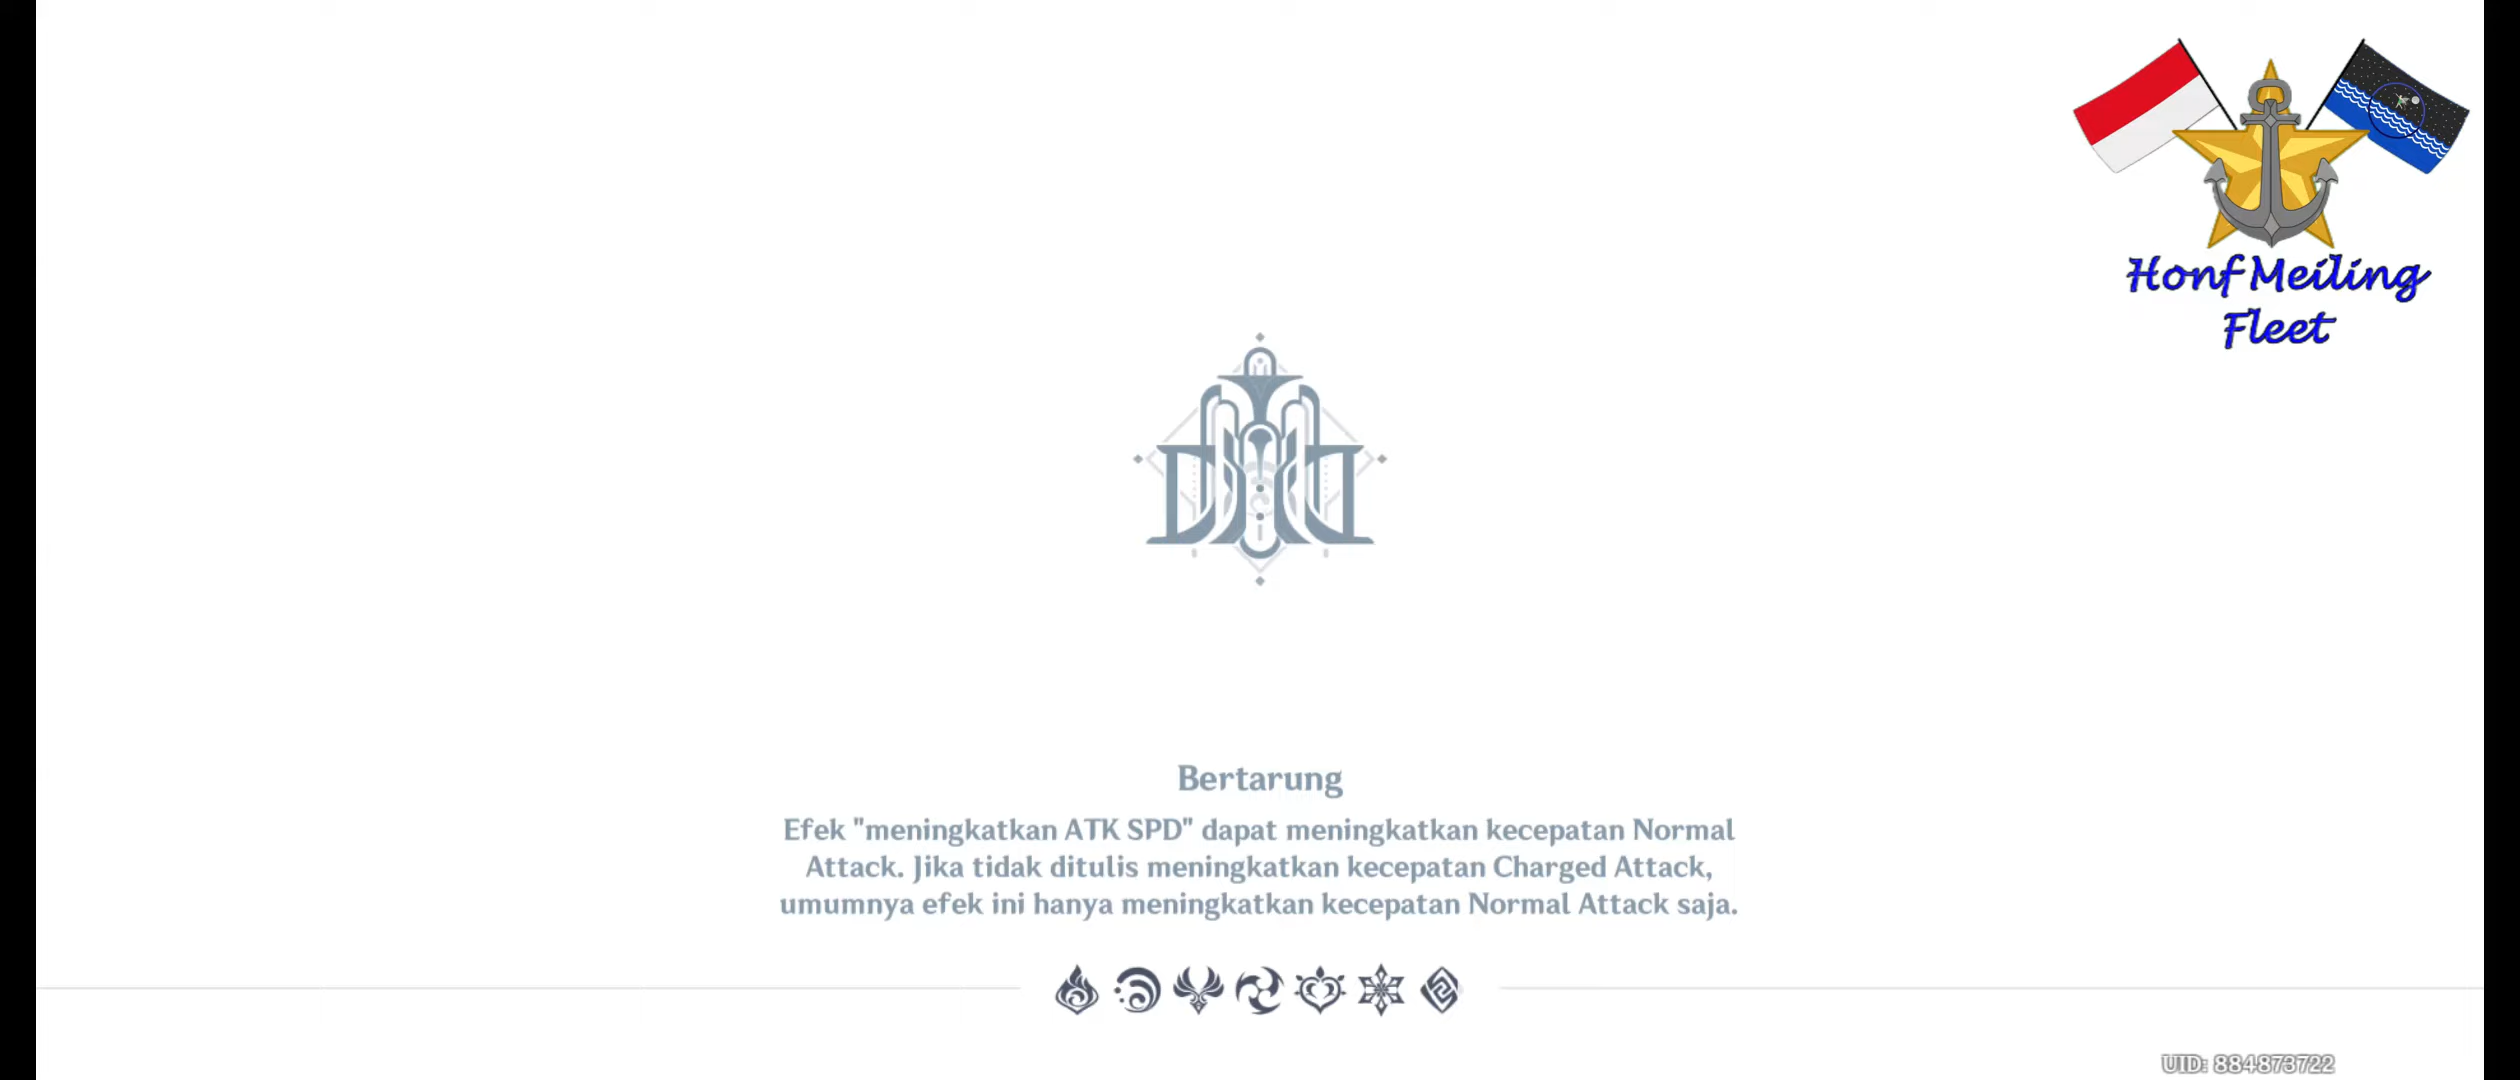 Honf Meiling
Fleet
Bertarung
Efek "meningkatkan ATK SPD" dapat meningkatkan kecepatan Normal
Attack. Jika tidak ditulis meningkatkan kecepatan Charged Attack,
umumnya efek ini hanya meningkatkan kecepatan Normal Attack saja.
UID: 884873722